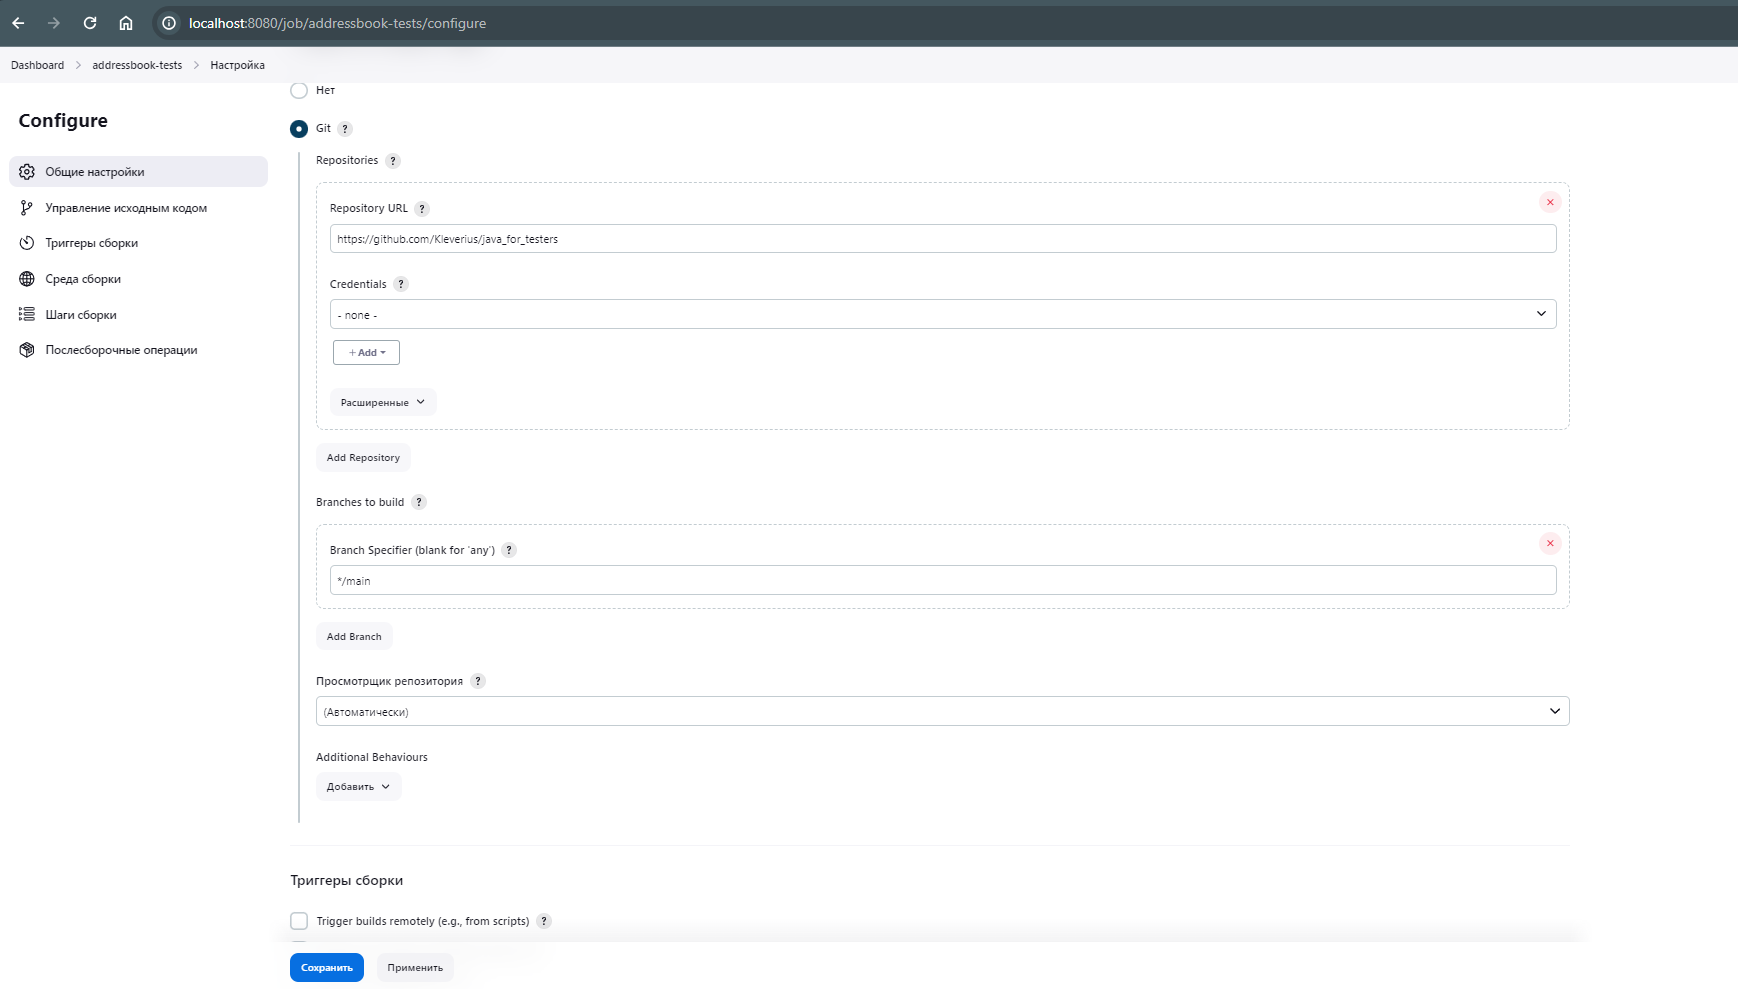 localhost:8080/job/addressbook-tests/configure
Dashboard > addressbook-tests > Настройка
Configure
Общие настройки
Управление исходным кодом
Триггеры сборки
Среда сборки
Шаги сборки
Послесборочные операции
Нет
Git ?
Repositories ?
Repository URL ?
https://github.com/Kleverius/java_for_testers
Credentials ?
- none -
+ Add
Расширенные
Add Repository
Branches to build ?
Branch Specifier (blank for 'any') ?
*/main
Add Branch
Просмотрщик репозитория ?
(Автоматически)
Additional Behaviours
Добавить
Триггеры сборки
Trigger builds remotely (e.g., from scripts) ?
Сохранить
Применить